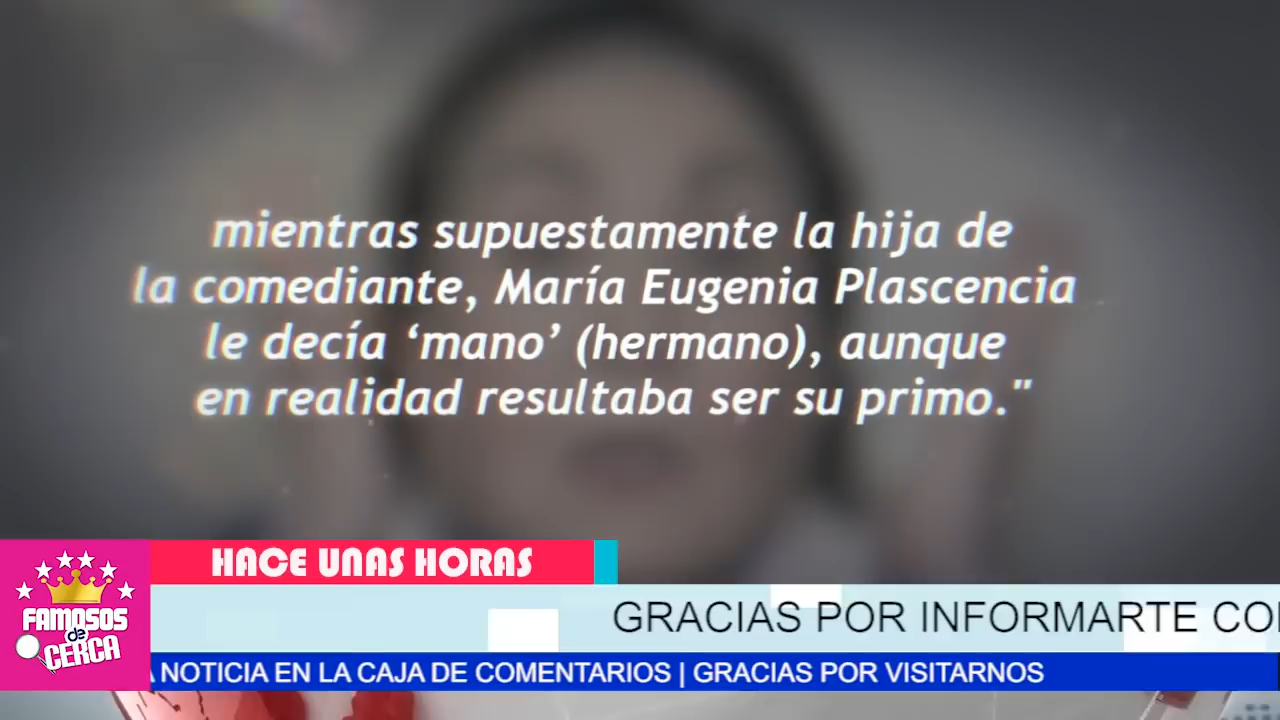 mientras supuestamente la hija de
la comediante, María Eugenia Plascencia
le decía ‘mano’ (hermano), aunque
en realidad resultaba ser su primo."
HACE UNAS HORAS
FAMOSOS
de
CERCA
GRACIAS POR INFORMARTE CO
A NOTICIA EN LA CAJA DE COMENTARIOS | GRACIAS POR VISITARNOS